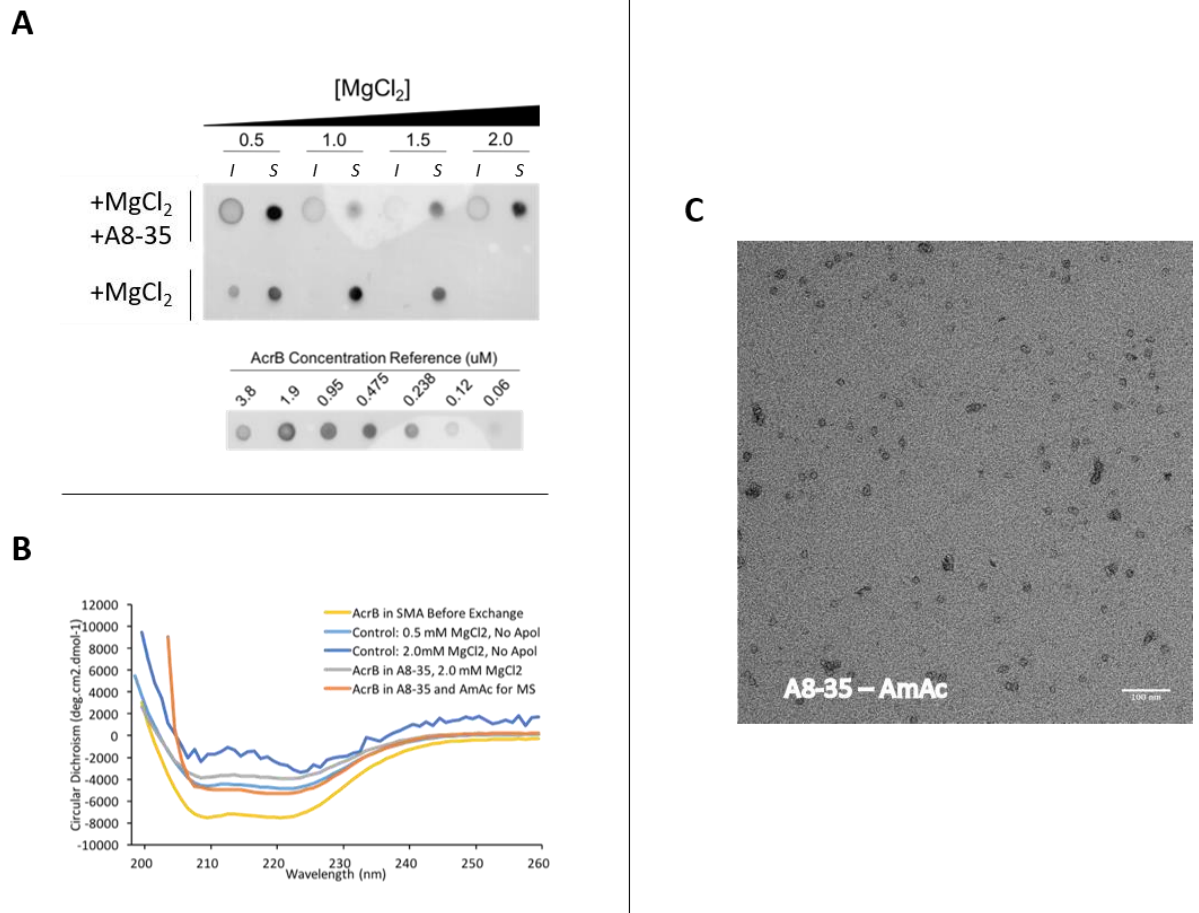 A
[MgCl2]
0.5 1.0 1.5 2.0
I S I S I S I S
+MgCl2
+A8-35
+MgCl2
AcrB Concentration Reference (uM)
3.8 1.9 0.95 0.475 0.238 0.12 0.06
B
Circular Dichroism (deg.cm2.dmol-1)
12000
10000
8000
6000
4000
2000
0
-2000
-4000
-6000
-8000
-10000
AcrB in SMA Before Exchange
Control: 0.5 mM MgCl2, No Apol
Control: 2.0mM MgCl2, No Apol
AcrB in A8-35, 2.0 mM MgCl2
AcrB in A8-35 and AmAc for MS
200 210 220 230 240 250 260
Wavelength (nm)
C
A8-35 – AmAc
100 nm